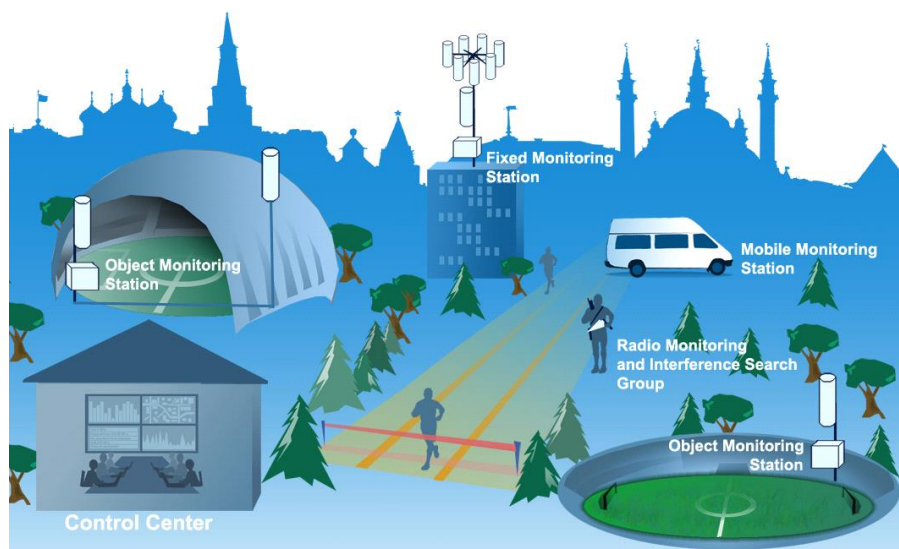 Fixed Monitoring
Station
Object Monitoring
Station
Mobile Monitoring
Station
Radio Monitoring
and Interference Search
Group
Object Monitoring
Station
Control Center